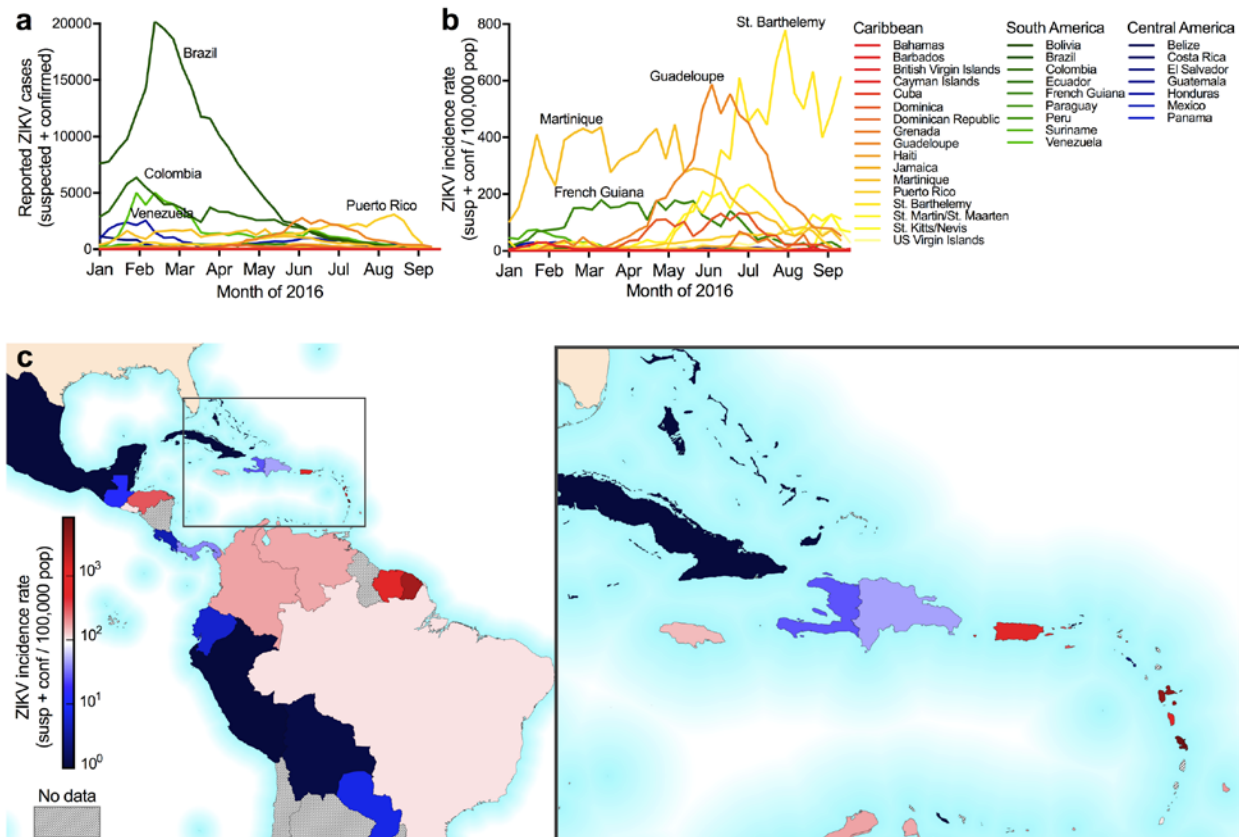 a
Reported ZIKV cases
(suspected + confirmed)
20000
15000
10000
5000
0
Brazil
Colombia
Venezuela
Puerto Rico
Jan Feb Mar Apr May Jun Jul Aug Sep
Month of 2016
b
ZIKV incidence rate
(susp + conf / 100,000 pop)
800
600
400
200
0
St. Barthelemy
Guadeloupe
Martinique
French Guiana
Jan Feb Mar Apr May Jun Jul Aug Sep
Month of 2016
Caribbean
Bahamas
Barbados
British Virgin Islands
Cayman Islands
Cuba
Dominica
Dominican Republic
Grenada
Guadeloupe
Haiti
Jamaica
Martinique
Puerto Rico
St. Barthelemy
St. Martin/St. Maarten
St. Kitts/Nevis
US Virgin Islands
South America
Bolivia
Brazil
Colombia
Ecuador
French Guiana
Paraguay
Peru
Suriname
Venezuela
Central America
Belize
Costa Rica
El Salvador
Guatemala
Honduras
Mexico
Panama
c
ZIKV incidence rate
(susp + conf / 100,000 pop)
10³
10²
10¹
10⁰
No data